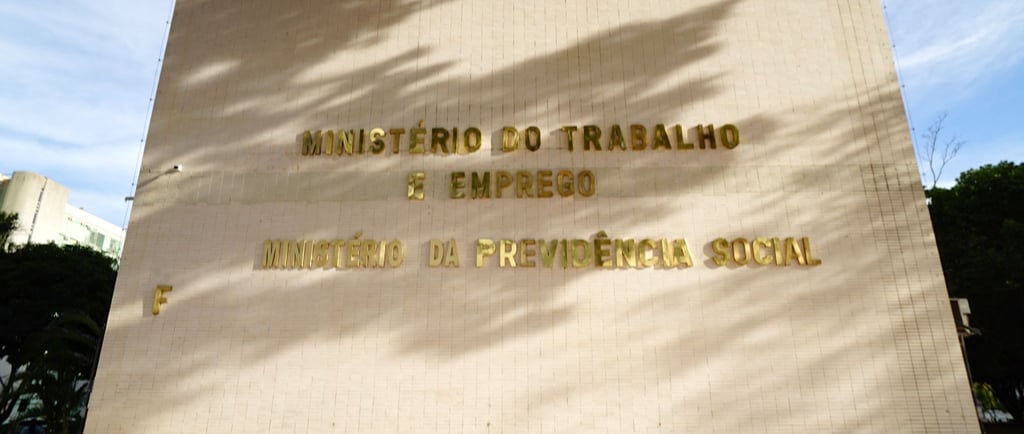 MINISTÉRIO DO TRABALHO
E EMPREGO
MINISTÉRIO DA PREVIDÊNCIA SOCIAL
F